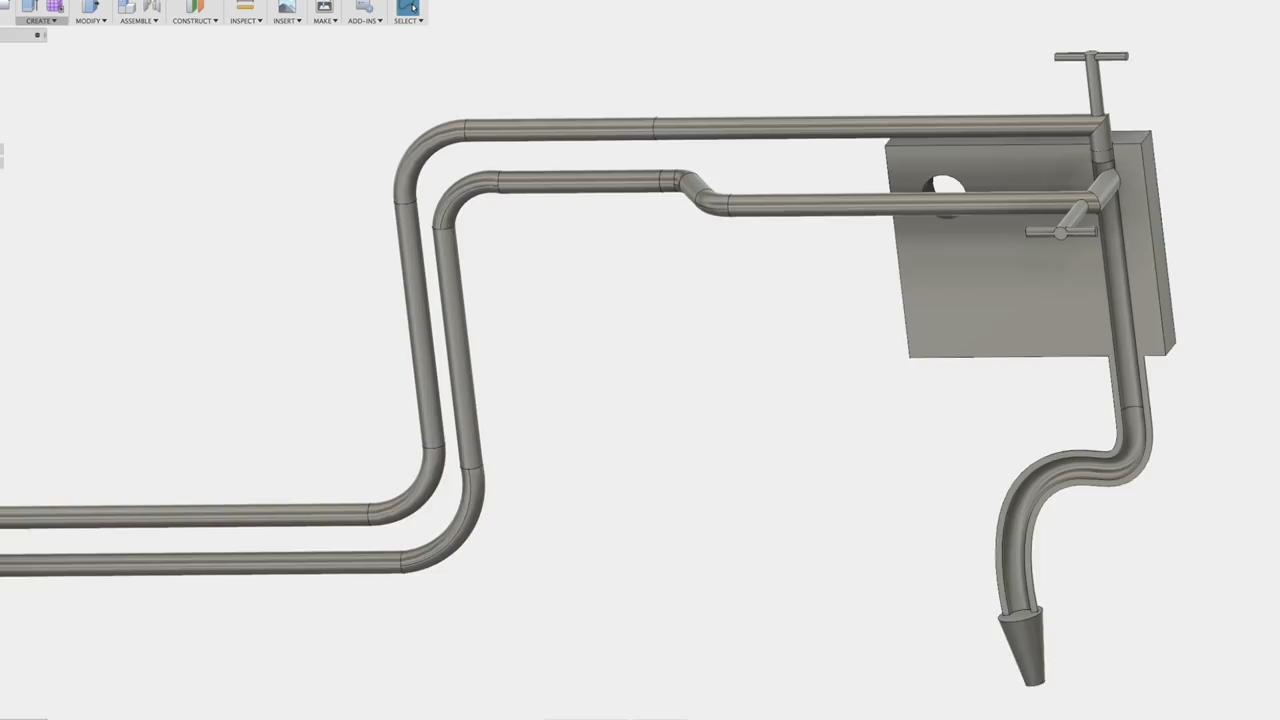 CREATE▾ MODIFY▾ ASSEMBLE▾ CONSTRUCT▾ INSPECT▾ INSERT▾ MAKE▾ ADD-INS▾ SELECT▾